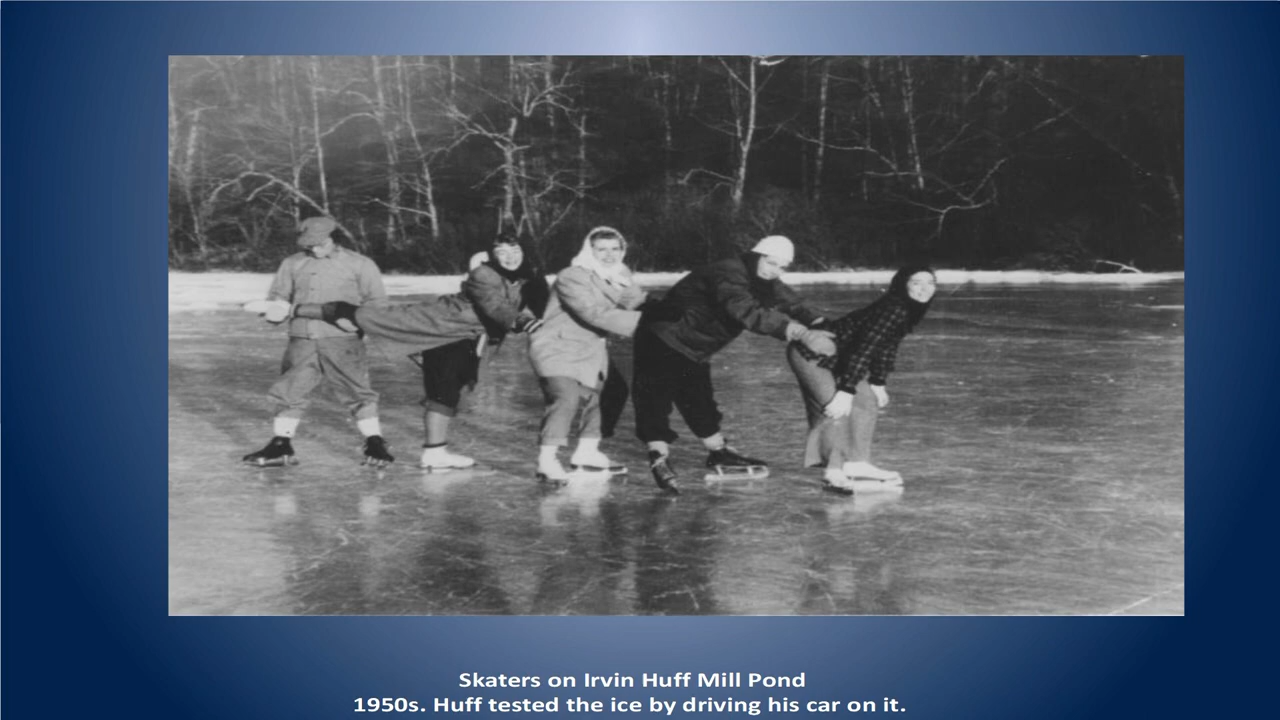 Skaters on Irvin Huff Mill Pond
1950s. Huff tested the ice by driving his car on it.